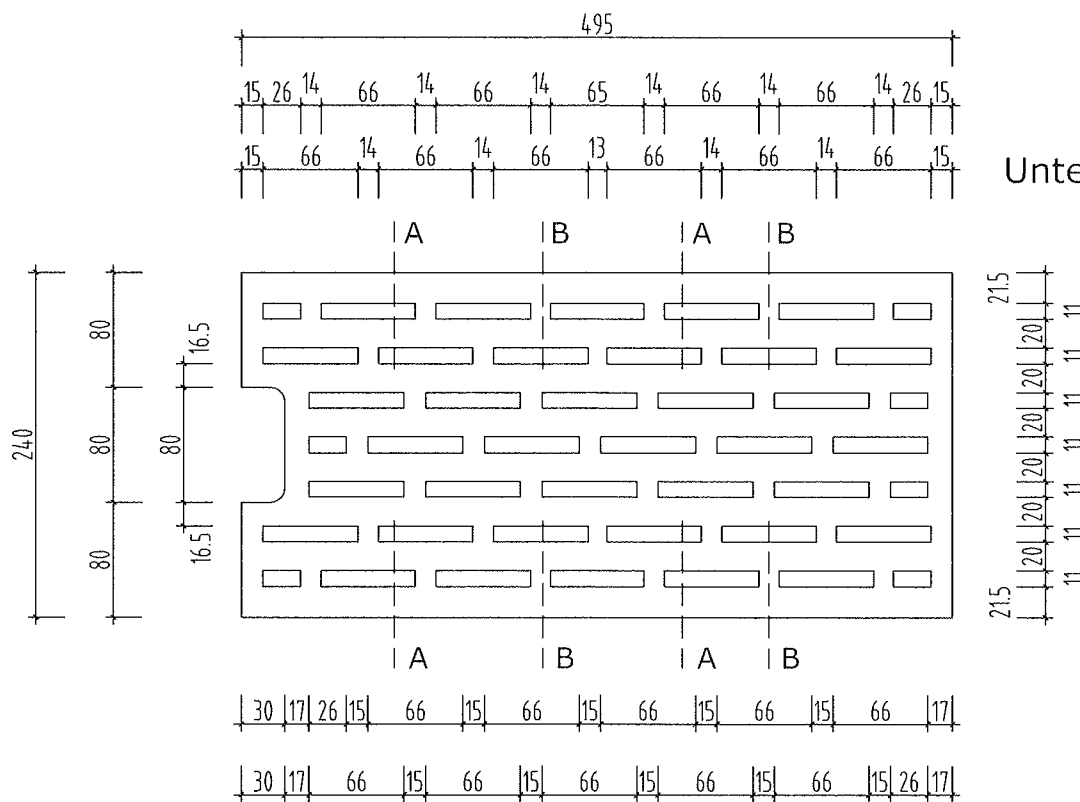 495
15 26 14 66 14 66 14 65 14 66 14 66 14 26 15
15 66 14 66 14 66 13 66 14 66 14 66 15
Unte
A B A B
240
80 80 80
16.5 80 16.5
21.5 20 20 20 20 20 20 21.5
11 11 11 11 11 11 11
A B A B
30 17 26 15 66 15 66 15 66 15 66 15 66 17
30 17 66 15 66 15 66 15 66 15 66 15 26 17